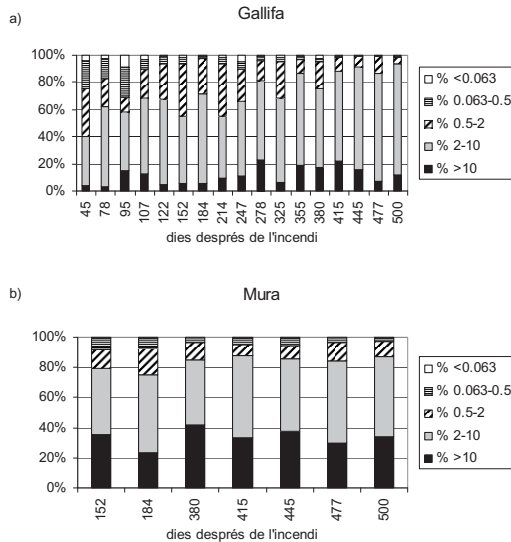 a)
Gallifa
100%
80%
60%
40%
20%
0%
45 78 95 107 122 152 184 214 247 278 325 355 380 415 445 477 500
dies després de l'incendi
% <0.063
% 0.063-0.5
% 0.5-2
% 2-10
% >10
b)
Mura
100%
80%
60%
40%
20%
0%
152 184 380 415 445 477 500
dies després de l'incendi
% <0.063
% 0.063-0.5
% 0.5-2
% 2-10
% >10